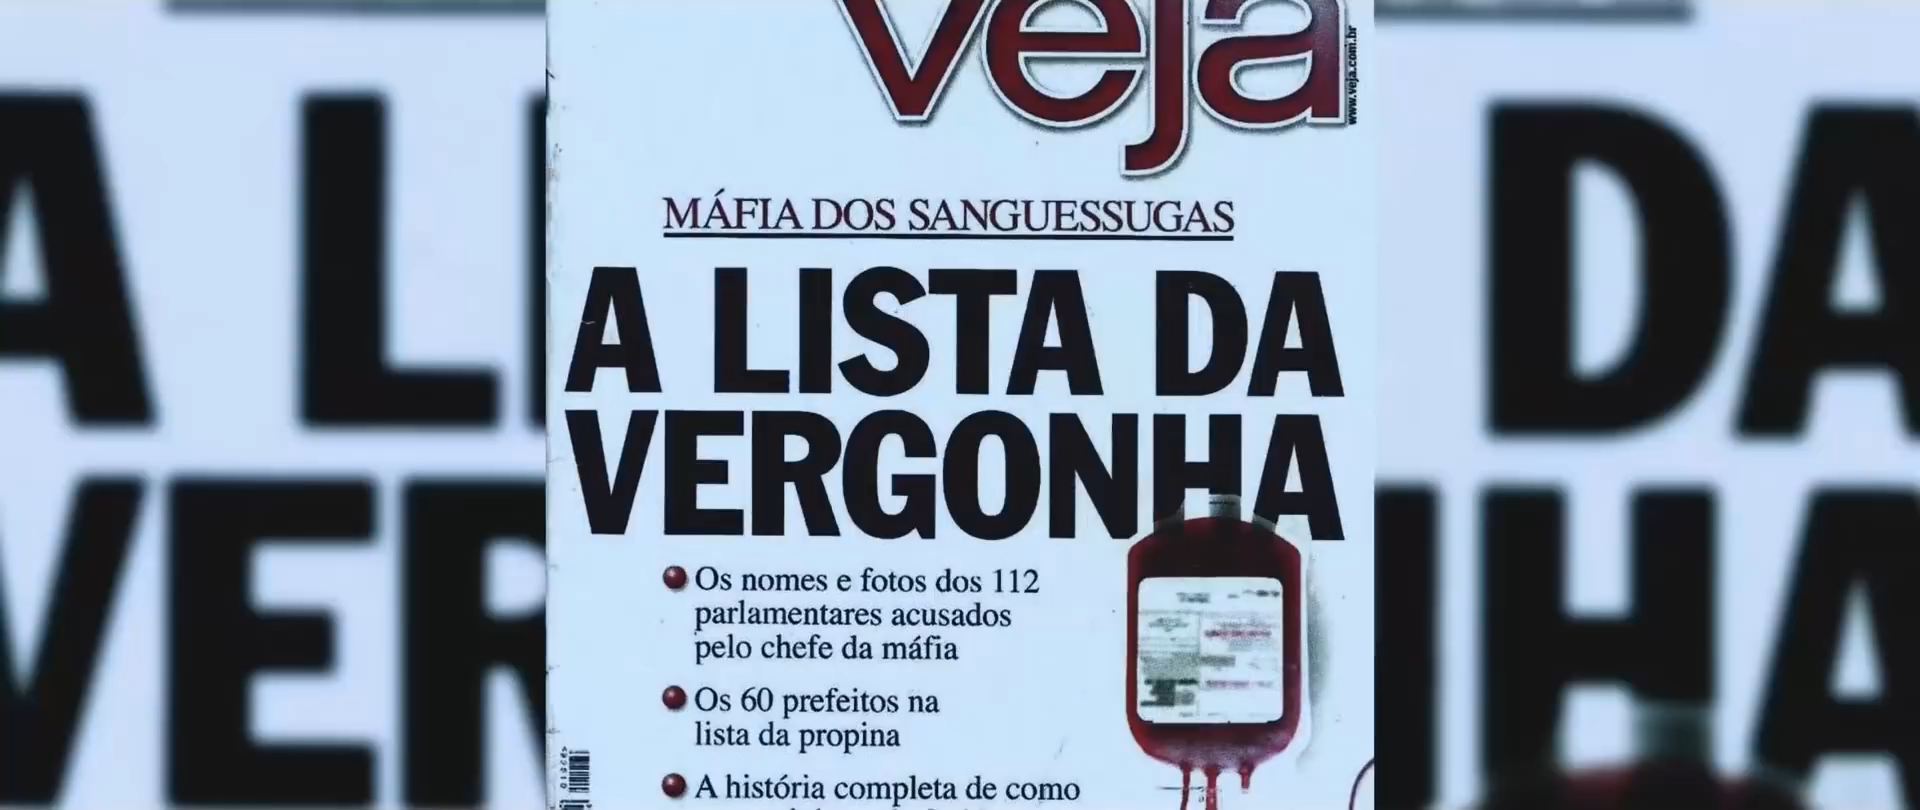 veja
www.veja.com.br
MÁFIA DOS SANGUESSUGAS
A LISTA DA
VERGONHA
Os nomes e fotos dos 112
parlamentares acusados
pelo chefe da máfia
Os 60 prefeitos na
lista da propina
A história completa de como